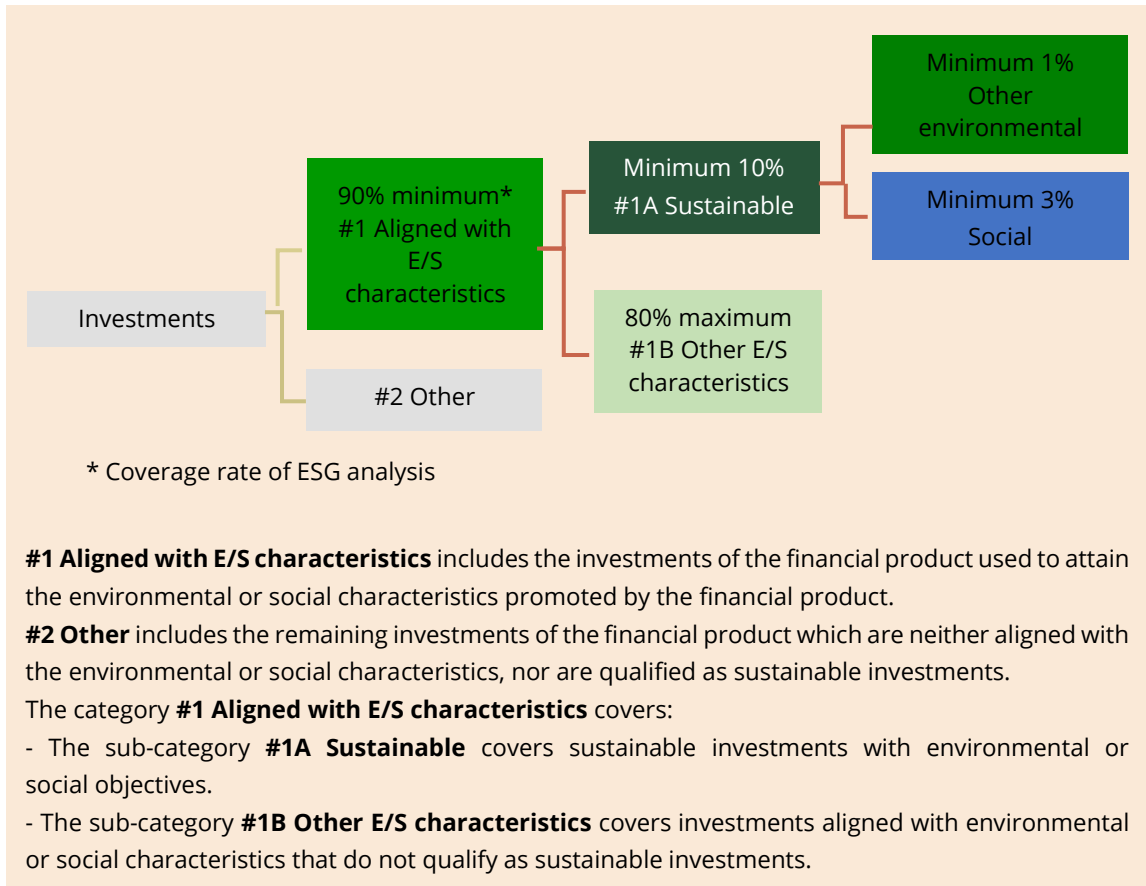 Minimum 1%
Other
environmental
Minimum 10%
#1A Sustainable
90% minimum*
#1 Aligned with
E/S
characteristics
Minimum 3%
Social
Investments
80% maximum
#1B Other E/S
characteristics
#2 Other
* Coverage rate of ESG analysis
#1 Aligned with E/S characteristics includes the investments of the financial product used to attain
the environmental or social characteristics promoted by the financial product.
#2 Other includes the remaining investments of the financial product which are neither aligned with
the environmental or social characteristics, nor are qualified as sustainable investments.
The category #1 Aligned with E/S characteristics covers:
- The sub-category #1A Sustainable covers sustainable investments with environmental or
social objectives.
- The sub-category #1B Other E/S characteristics covers investments aligned with environmental
or social characteristics that do not qualify as sustainable investments.